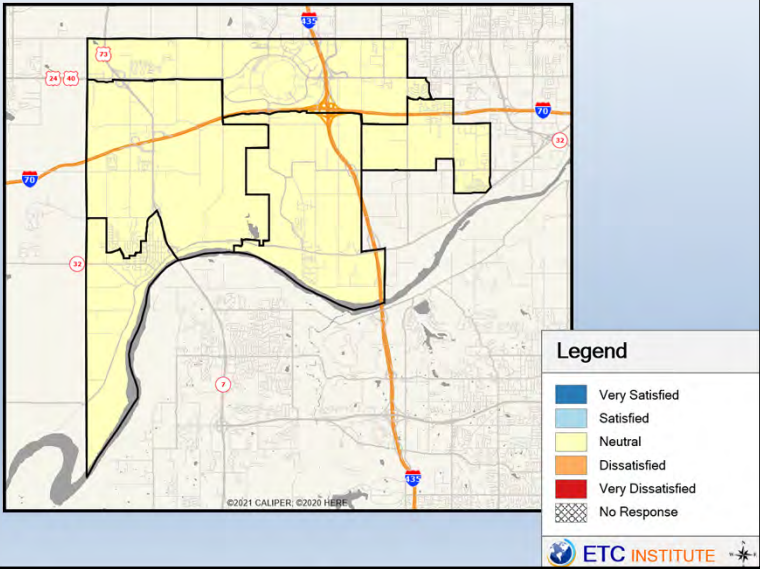 435
73
24 40
70
32
70
32
7
435
©2021 CALIPER; ©2020 HERE
Legend
Very Satisfied
Satisfied
Neutral
Dissatisfied
Very Dissatisfied
No Response
ETC INSTITUTE